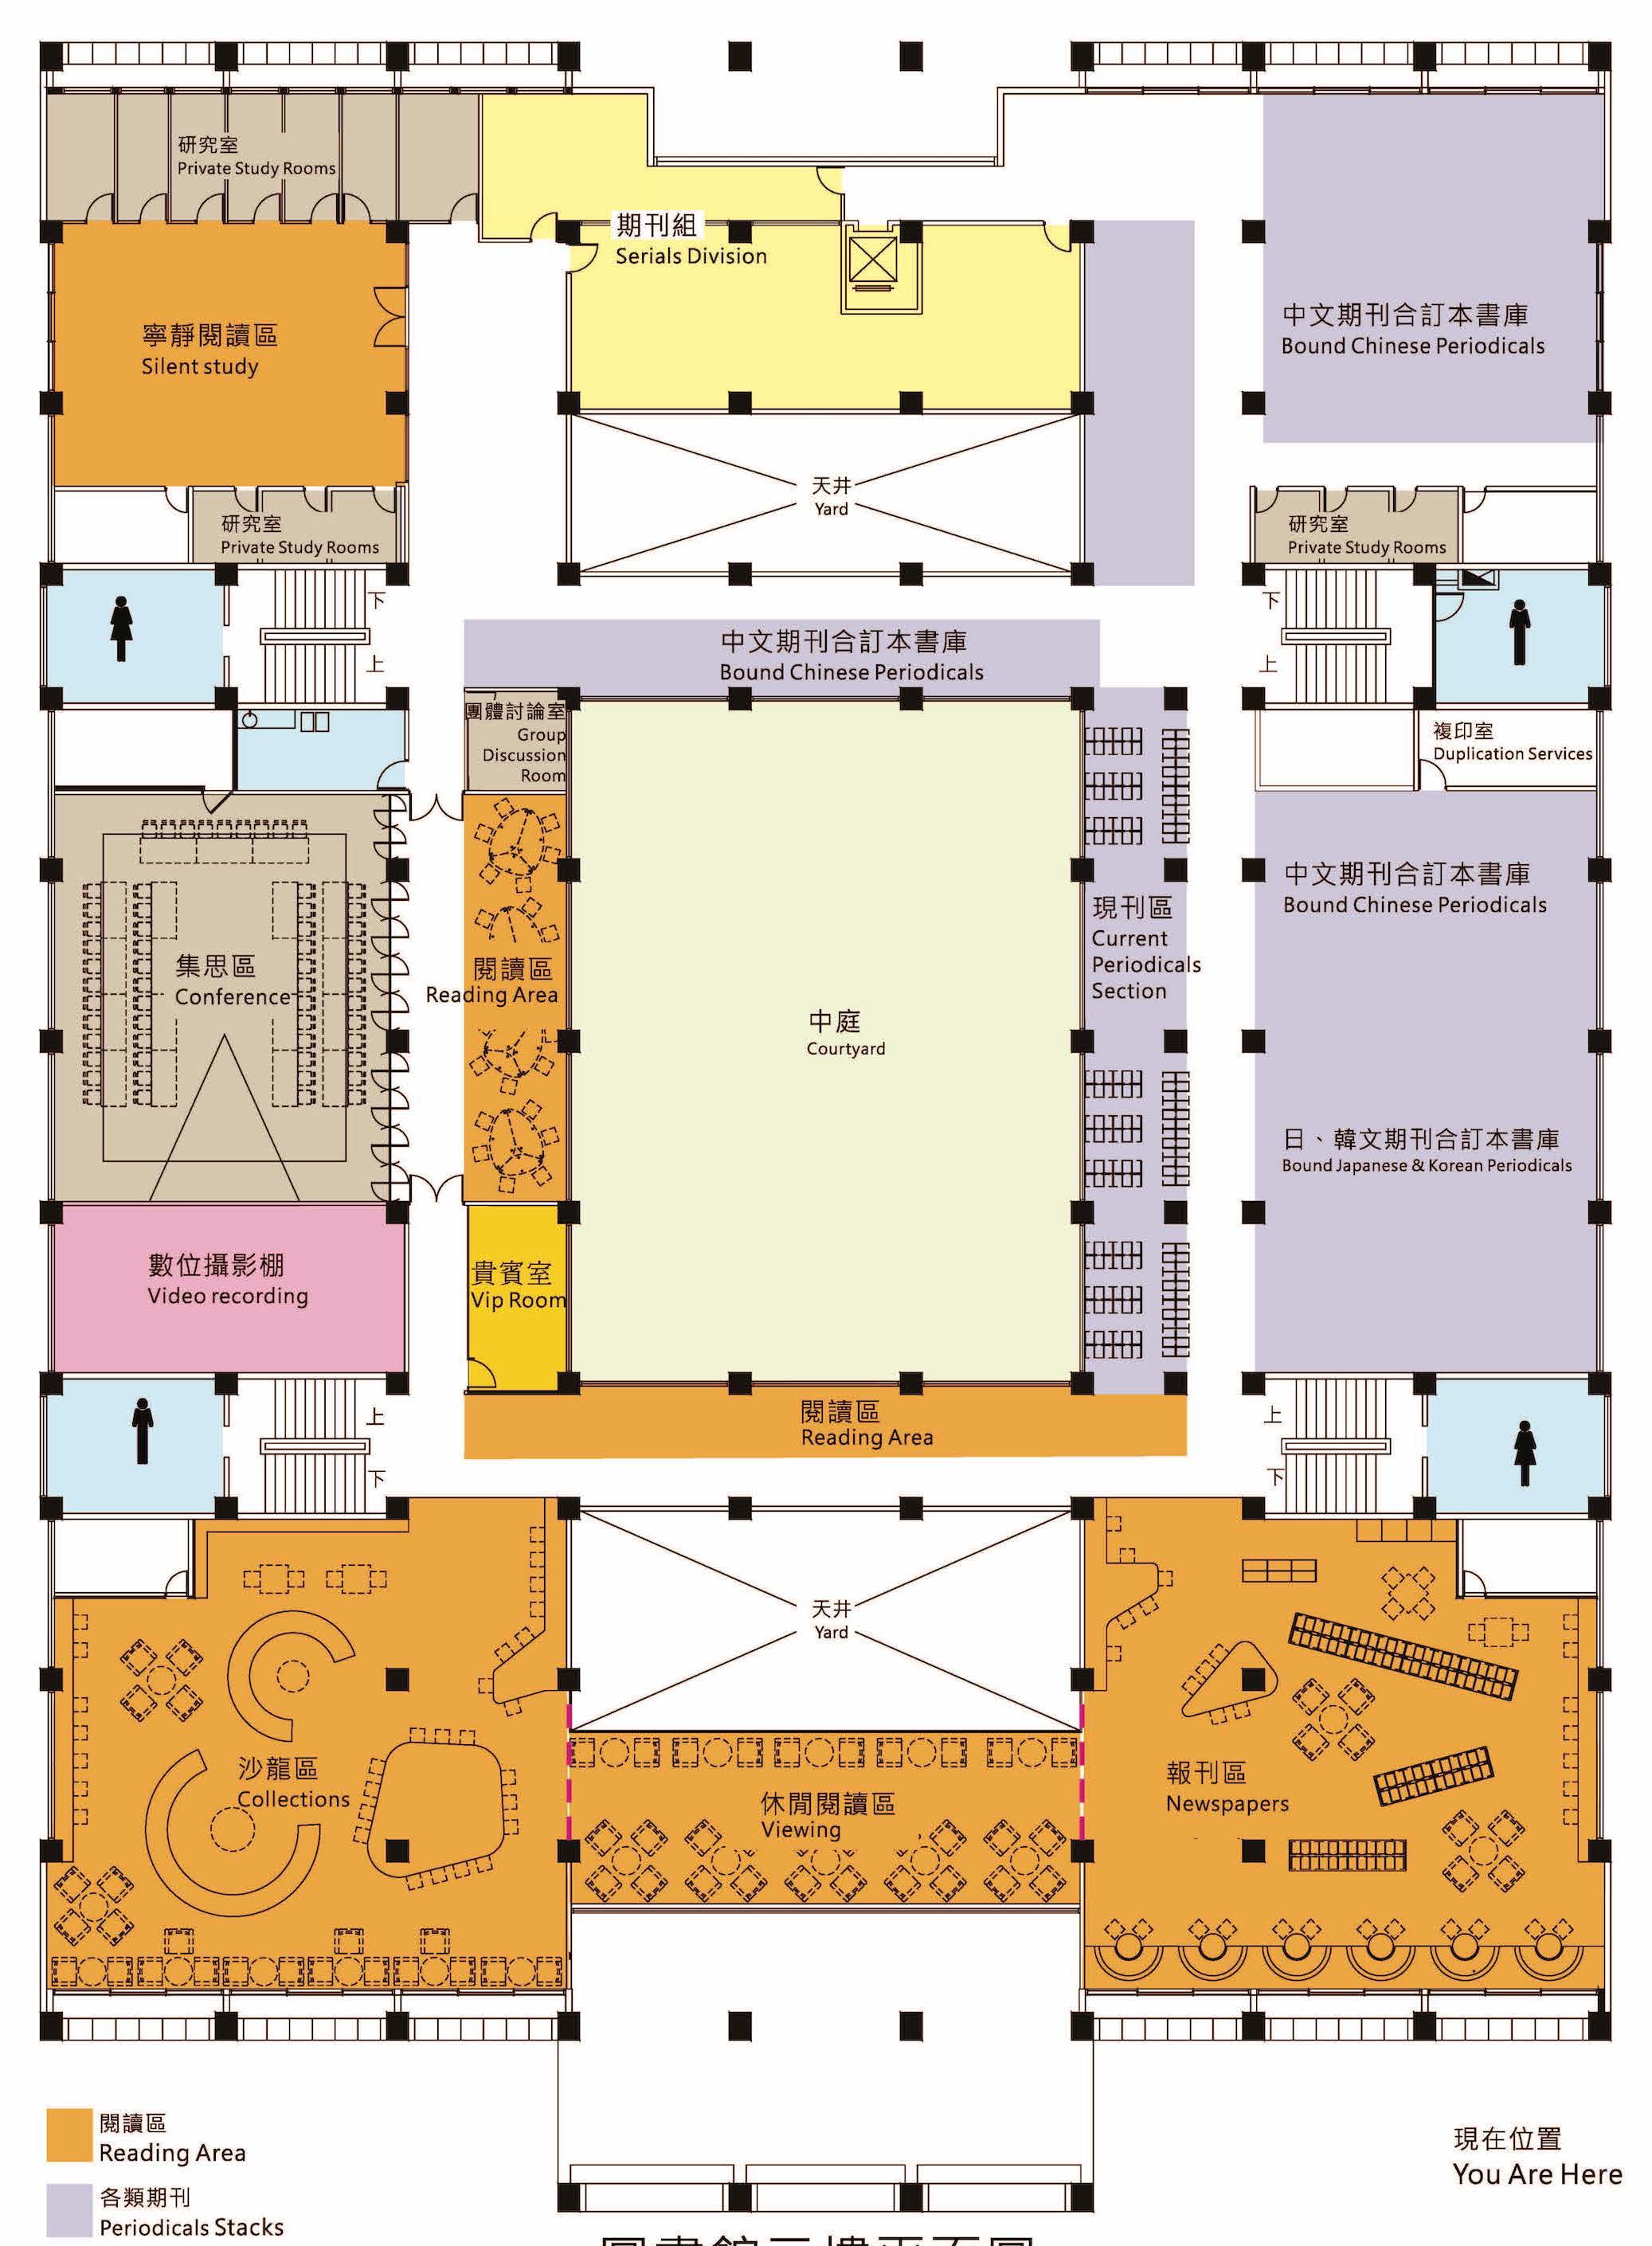 研究室
Private Study Rooms
期刊組
Serials Division
寧靜閱讀區
Silent study
中文期刊合訂本書庫
Bound Chinese Periodicals
天井
Yard
研究室
Private Study Rooms
研究室
Private Study Rooms
下
上
下
上
中文期刊合訂本書庫
Bound Chinese Periodicals
團體討論室
Group
Discussion
Room
複印室
Duplication Services
集思區
Conference
閱讀區
Reading Area
中庭
Courtyard
現刊區
Current
Periodicals
Section
中文期刊合訂本書庫
Bound Chinese Periodicals
日、韓文期刊合訂本書庫
Bound Japanese & Korean Periodicals
數位攝影棚
Video recording
貴賓室
Vip Room
上
下
閱讀區
Reading Area
上
下
天井
Yard
沙龍區
Collections
休閒閱讀區
Viewing
報刊區
Newspapers
閱讀區
Reading Area
各類期刊
Periodicals Stacks
現在位置
You Are Here